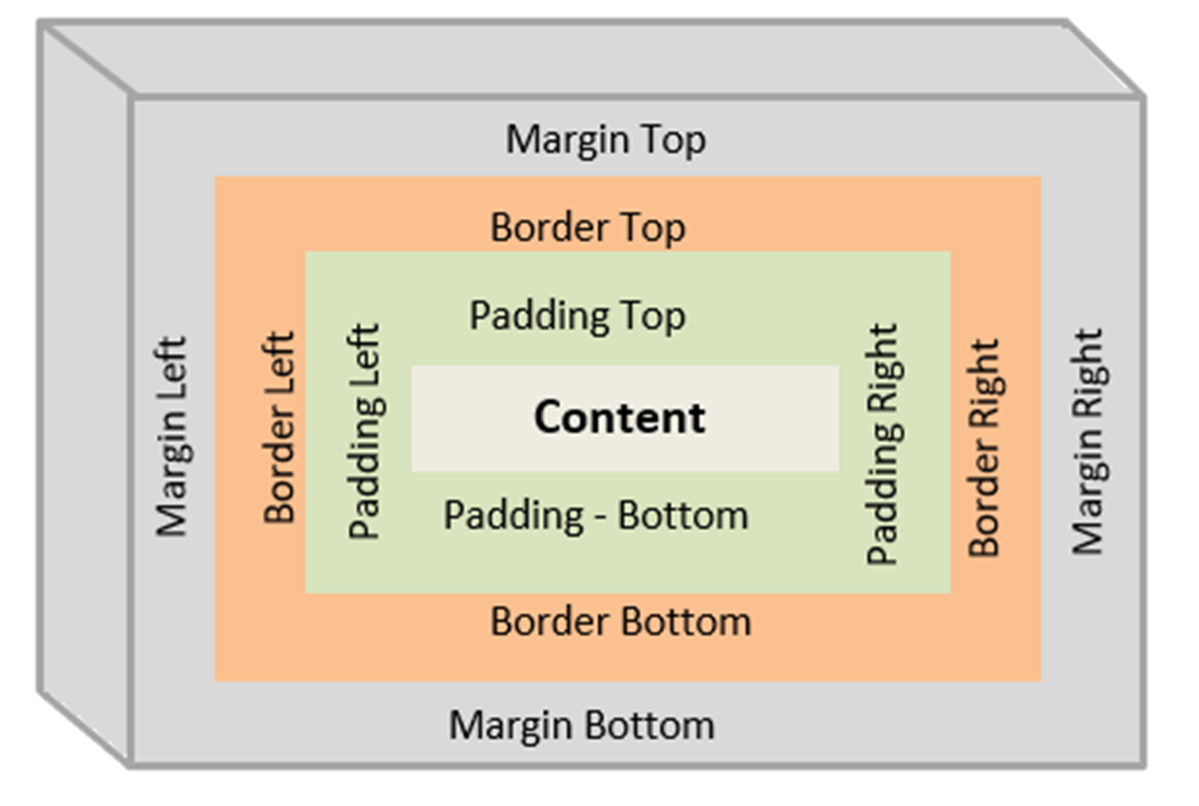 Margin Top
Border Top
Padding Top
Margin Left
Border Left
Padding Left
Content
Padding Right
Border Right
Margin Right
Padding - Bottom
Border Bottom
Margin Bottom